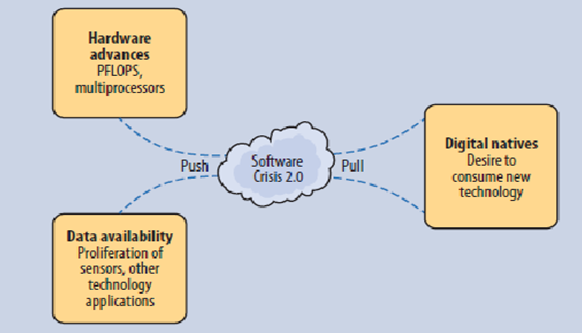 Hardware
advances
PFLOPS,
multiprocessors
Push
Software
Crisis 2.0
Pull
Digital natives
Desire to
consume new
technology
Data availability
Proliferation of
sensors, other
technology
applications